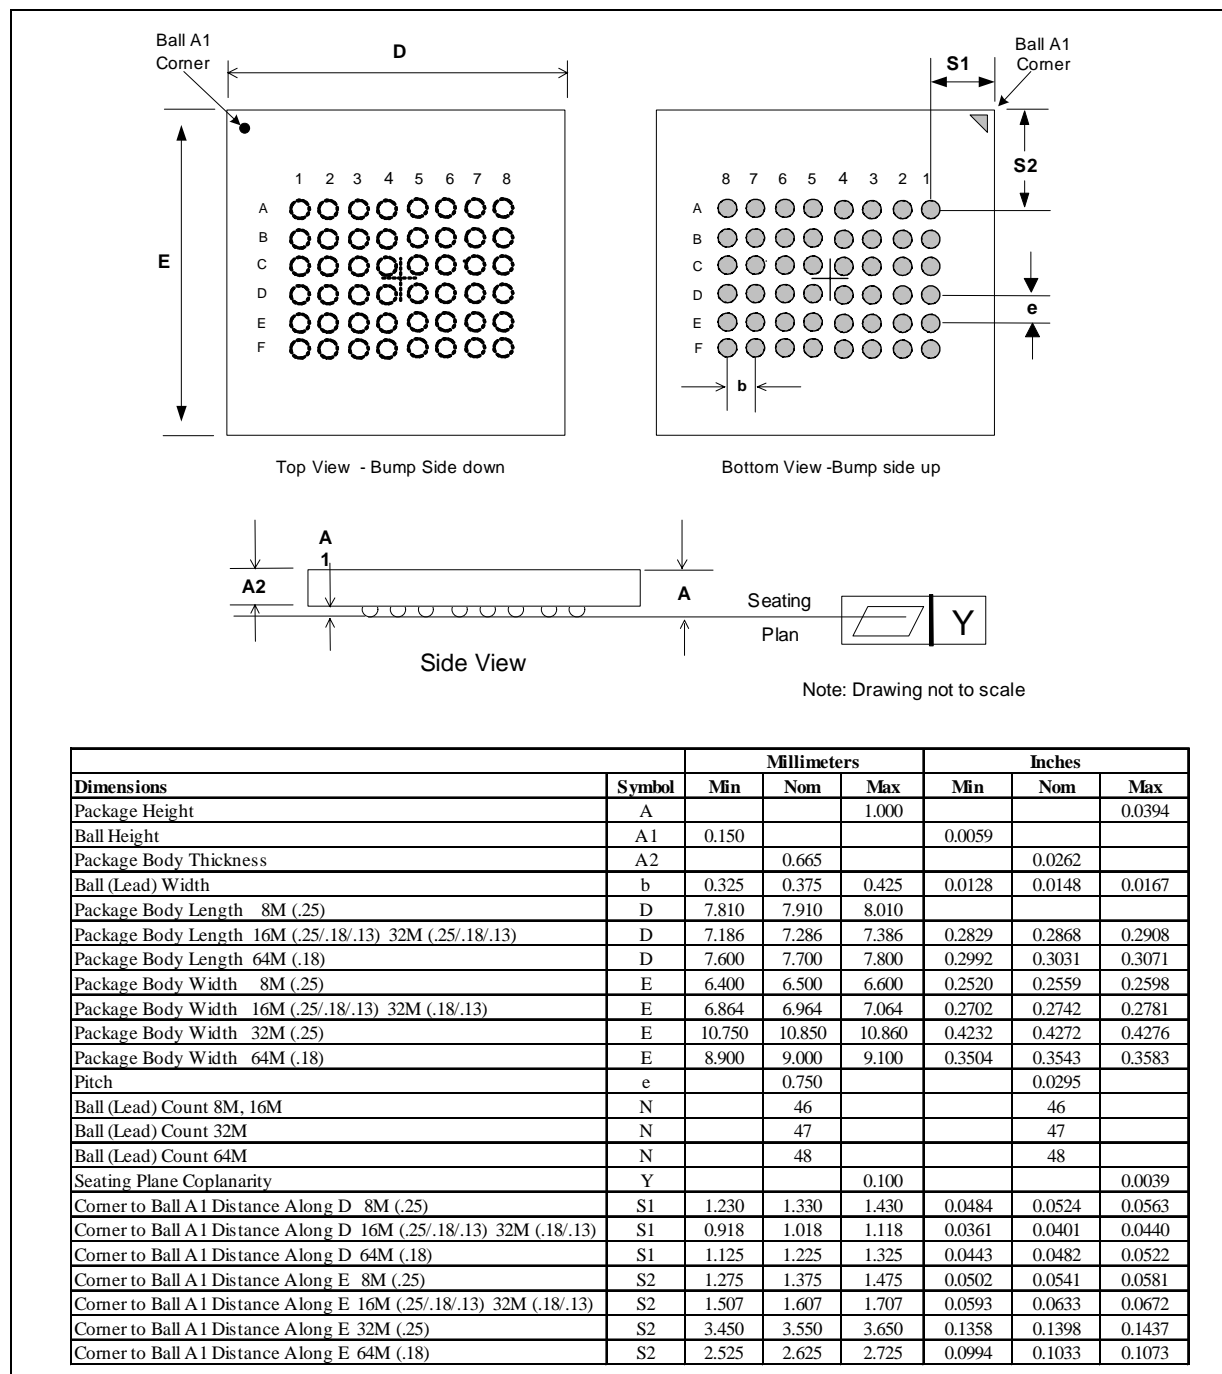 Ball A1
Corner
D
E
1 2 3 4 5 6 7 8
A
B
C
D
E
F
Top View - Bump Side down
Ball A1
Corner
S1
S2
8 7 6 5 4 3 2 1
A
B
C
D
E
F
e
b
Bottom View -Bump side up
A
1
A2
A
Seating
Plan
Y
Side View
Note: Drawing not to scale
Millimeters Inches
Dimensions Symbol Min Nom Max Min Nom Max
Package Height A 1.000 0.0394
Ball Height A1 0.150 0.0059
Package Body Thickness A2 0.665 0.0262
Ball (Lead) Width b 0.325 0.375 0.425 0.0128 0.0148 0.0167
Package Body Length 8M (.25) D 7.810 7.910 8.010
Package Body Length 16M (.25/.18/.13) 32M (.25/.18/.13) D 7.186 7.286 7.386 0.2829 0.2868 0.2908
Package Body Length 64M (.18) D 7.600 7.700 7.800 0.2992 0.3031 0.3071
Package Body Width 8M (.25) E 6.400 6.500 6.600 0.2520 0.2559 0.2598
Package Body Width 16M (.25/.18/.13) 32M (.18/.13) E 6.864 6.964 7.064 0.2702 0.2742 0.2781
Package Body Width 32M (.25) E 10.750 10.850 10.860 0.4232 0.4272 0.4276
Package Body Width 64M (.18) E 8.900 9.000 9.100 0.3504 0.3543 0.3583
Pitch e 0.750 0.0295
Ball (Lead) Count 8M, 16M N 46 46
Ball (Lead) Count 32M N 47 47
Ball (Lead) Count 64M N 48 48
Seating Plane Coplanarity Y 0.100 0.0039
Corner to Ball A1 Distance Along D 8M (.25) S1 1.230 1.330 1.430 0.0484 0.0524 0.0563
Corner to Ball A1 Distance Along D 16M (.25/.18/.13) 32M (.18/.13) S1 0.918 1.018 1.118 0.0361 0.0401 0.0440
Corner to Ball A1 Distance Along D 64M (.18) S1 1.125 1.225 1.325 0.0443 0.0482 0.0522
Corner to Ball A1 Distance Along E 8M (.25) S2 1.275 1.375 1.475 0.0502 0.0541 0.0581
Corner to Ball A1 Distance Along E 16M (.25/.18/.13) 32M (.18/.13) S2 1.507 1.607 1.707 0.0593 0.0633 0.0672
Corner to Ball A1 Distance Along E 32M (.25) S2 3.450 3.550 3.650 0.1358 0.1398 0.1437
Corner to Ball A1 Distance Along E 64M (.18) S2 2.525 2.625 2.725 0.0994 0.1033 0.1073